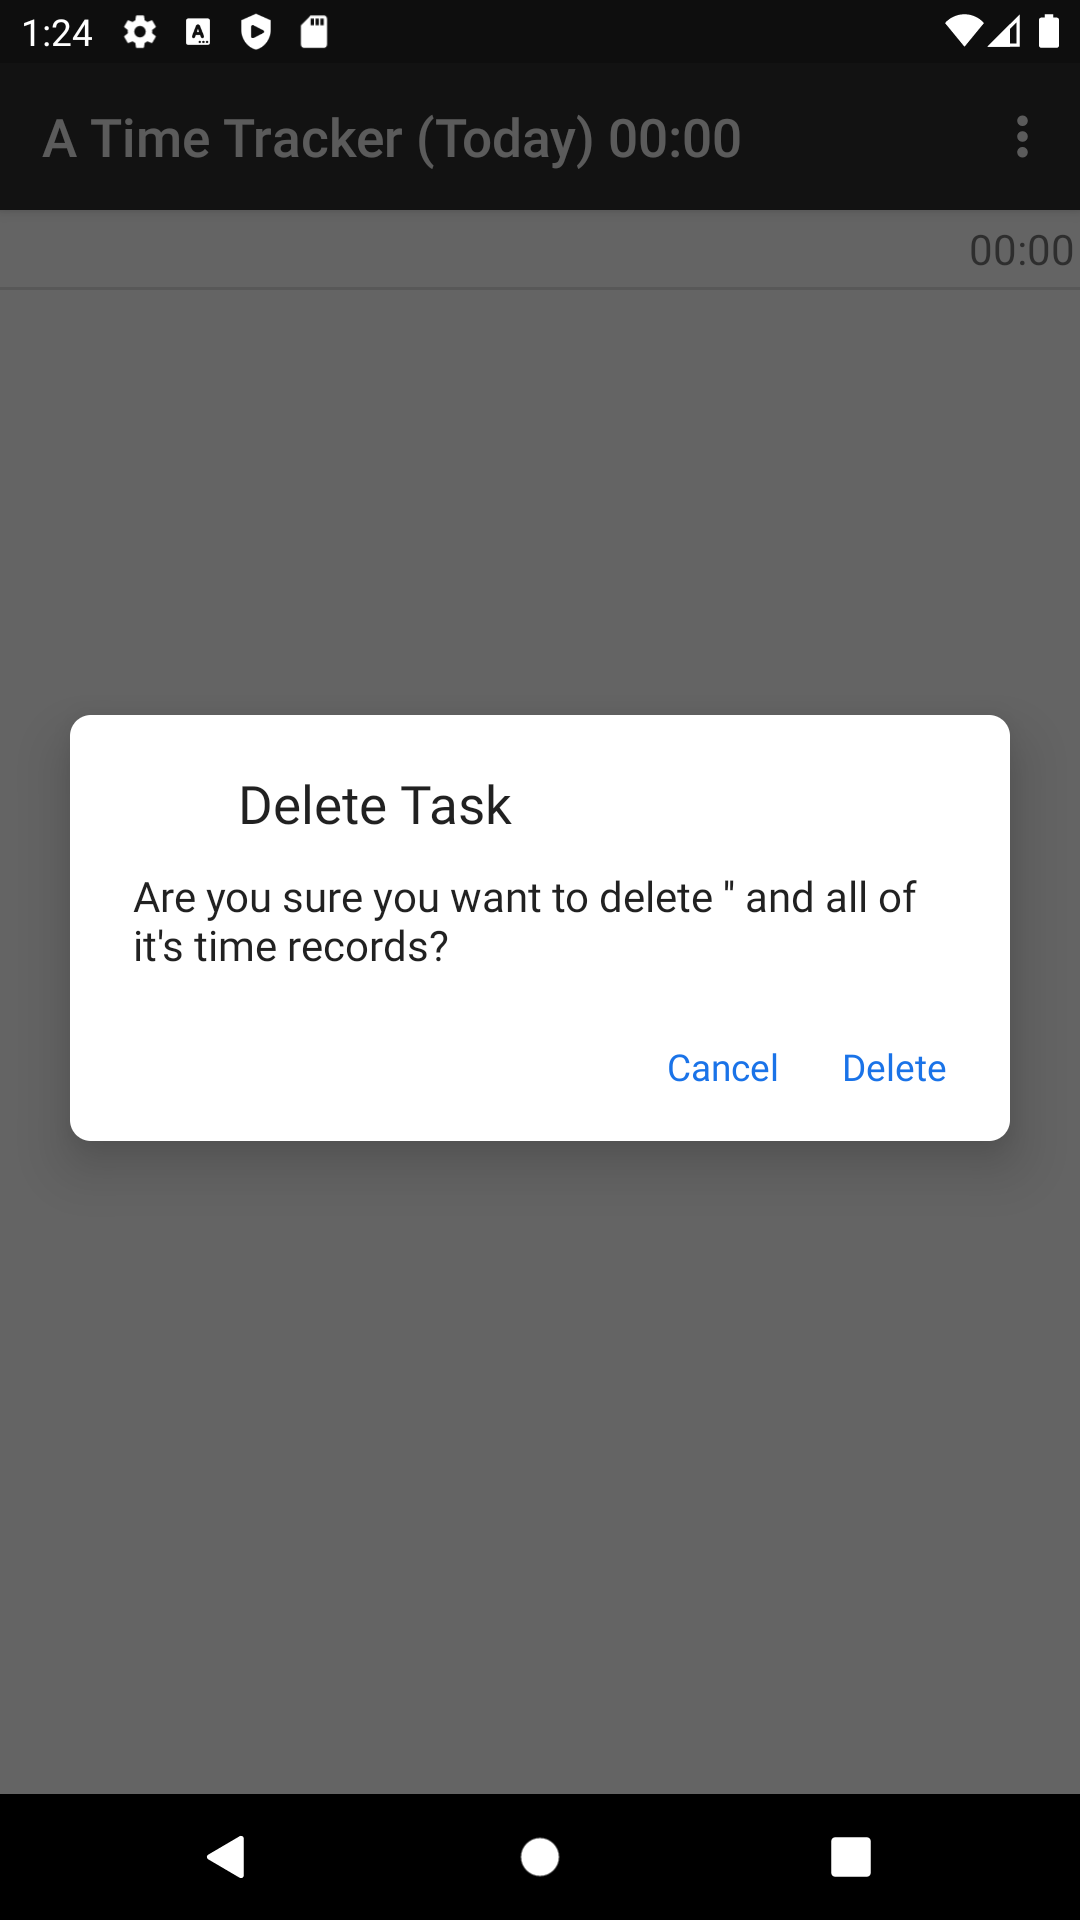 1:24
A Time Tracker (Today) 00:00
00:00
Delete Task
Are you sure you want to delete '' and all of
it's time records?
Cancel Delete